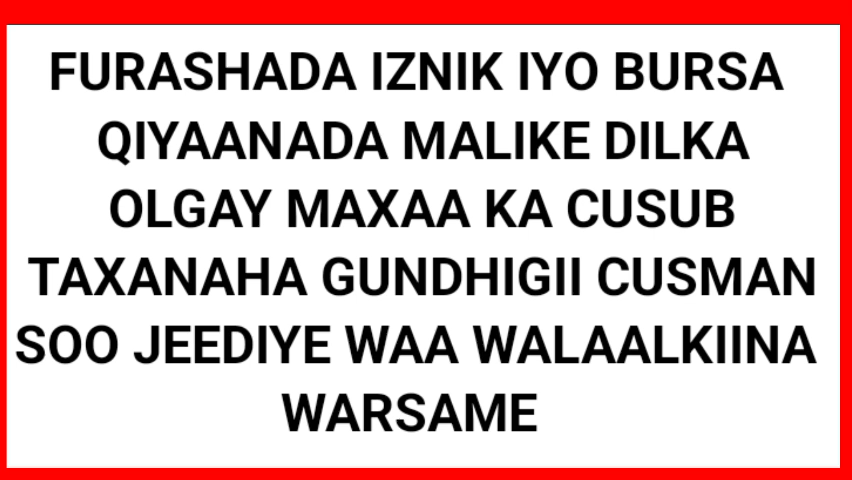 FURASHADA IZNIK IYO BURSA
QIYAANADA MALIKE DILKA
OLGAY MAXAA KA CUSUB
TAXANAHA GUNDHIGII CUSMAN
SOO JEEDIYE WAA WALAALKIINA
WARSAME